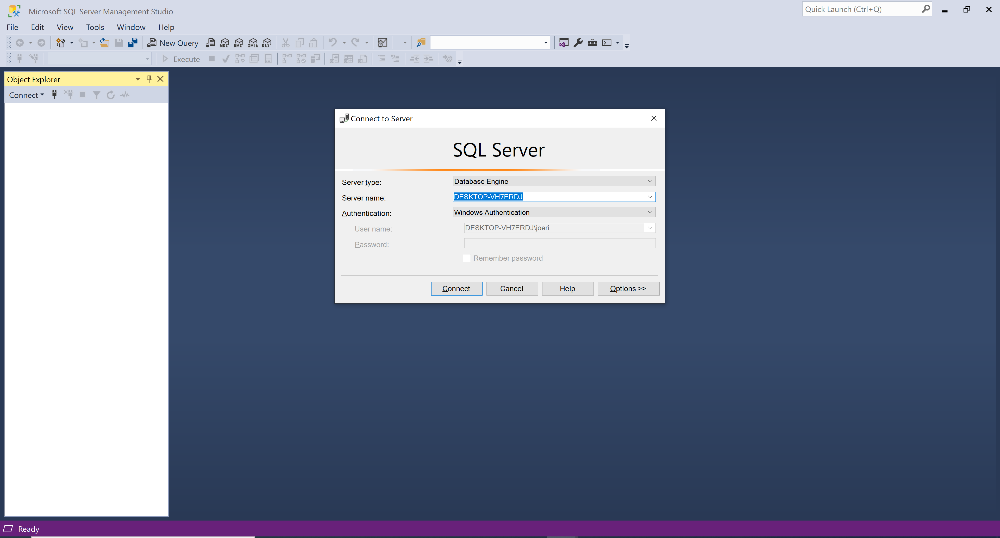 Microsoft SQL Server Management Studio
Quick Launch (Ctrl+Q)
File Edit View Tools Window Help
New Query MDX DMX XMLA DAX
Execute
Object Explorer
Connect
Connect to Server
SQL Server
Server type: Database Engine
Server name: DESKTOP-VH7ERDJ
Authentication: Windows Authentication
User name: DESKTOP-VH7ERDJ\joeri
Password:
Remember password
Connect Cancel Help Options >>
Ready